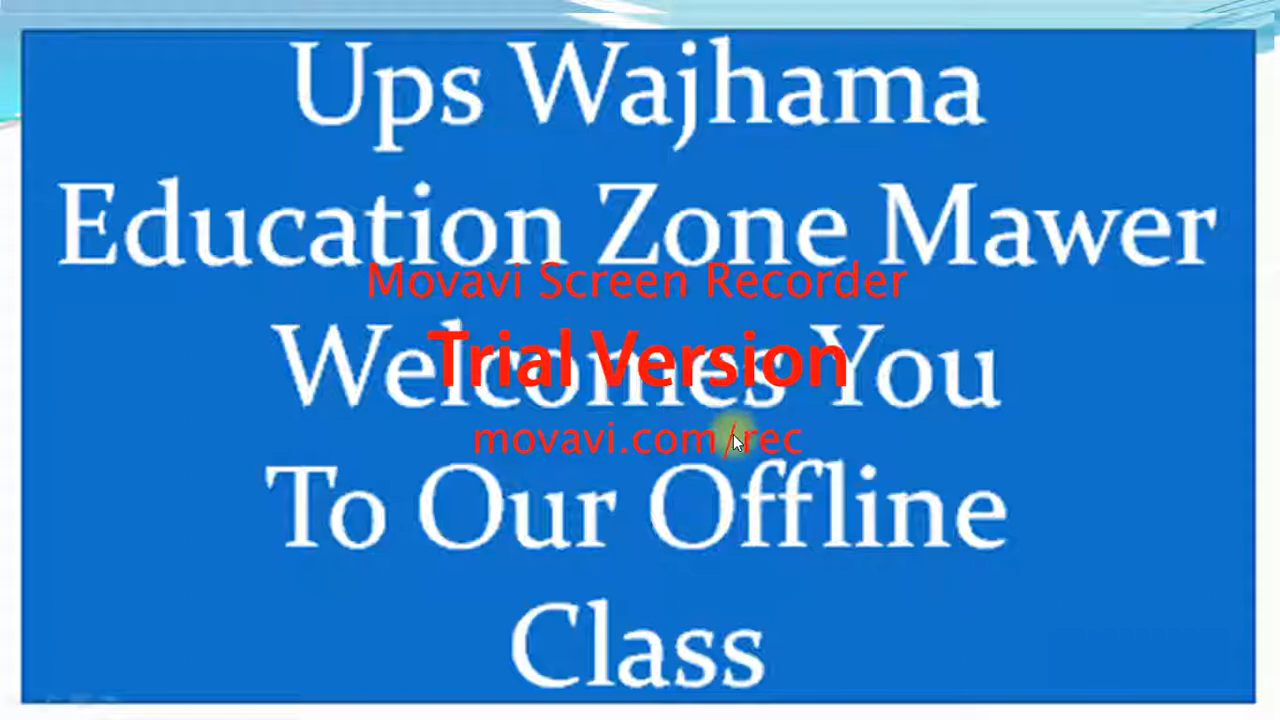 Ups Wajhama
Education Zone Mawer
Movavi Screen Recorder
Welcomes You
Trial Version
movavi.com/rec
To Our Offline
Class